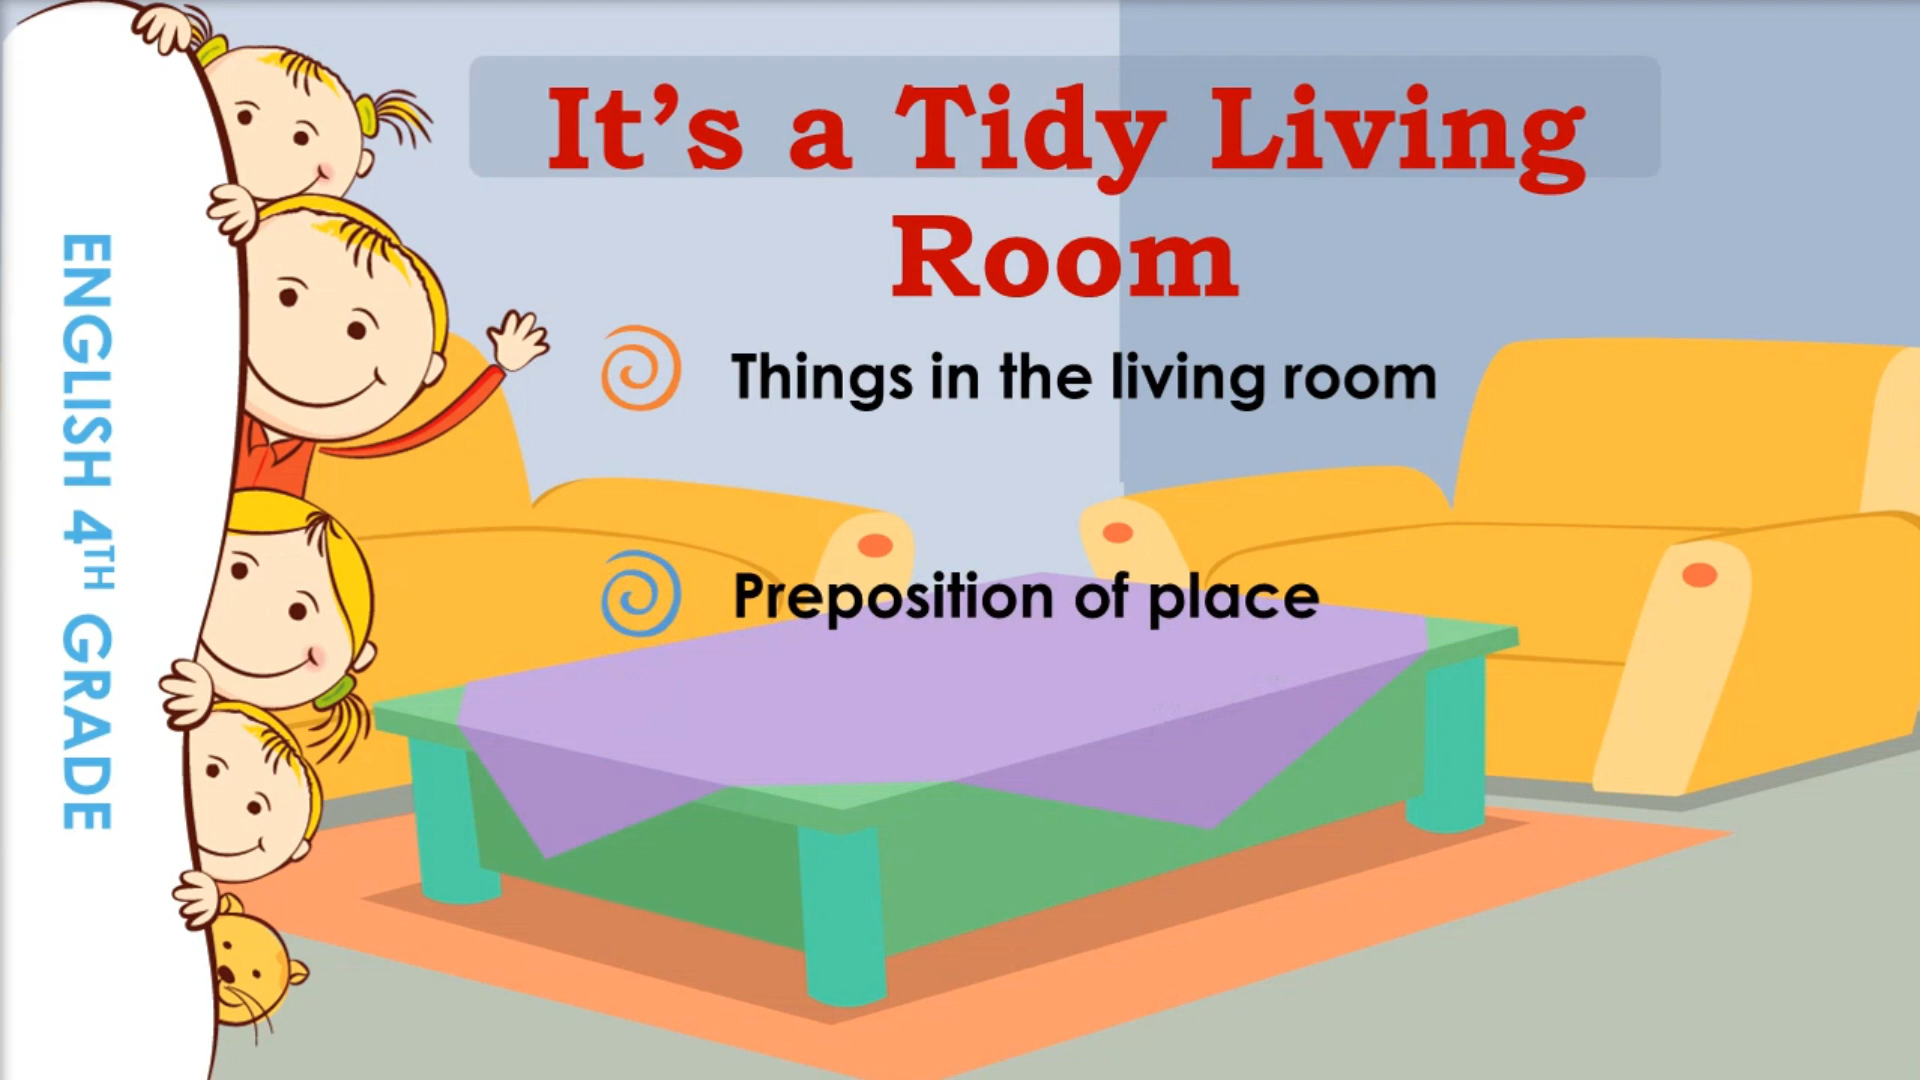 ENGLISH 4TH GRADE
It’s a Tidy Living
Room
Things in the living room
Preposition of place